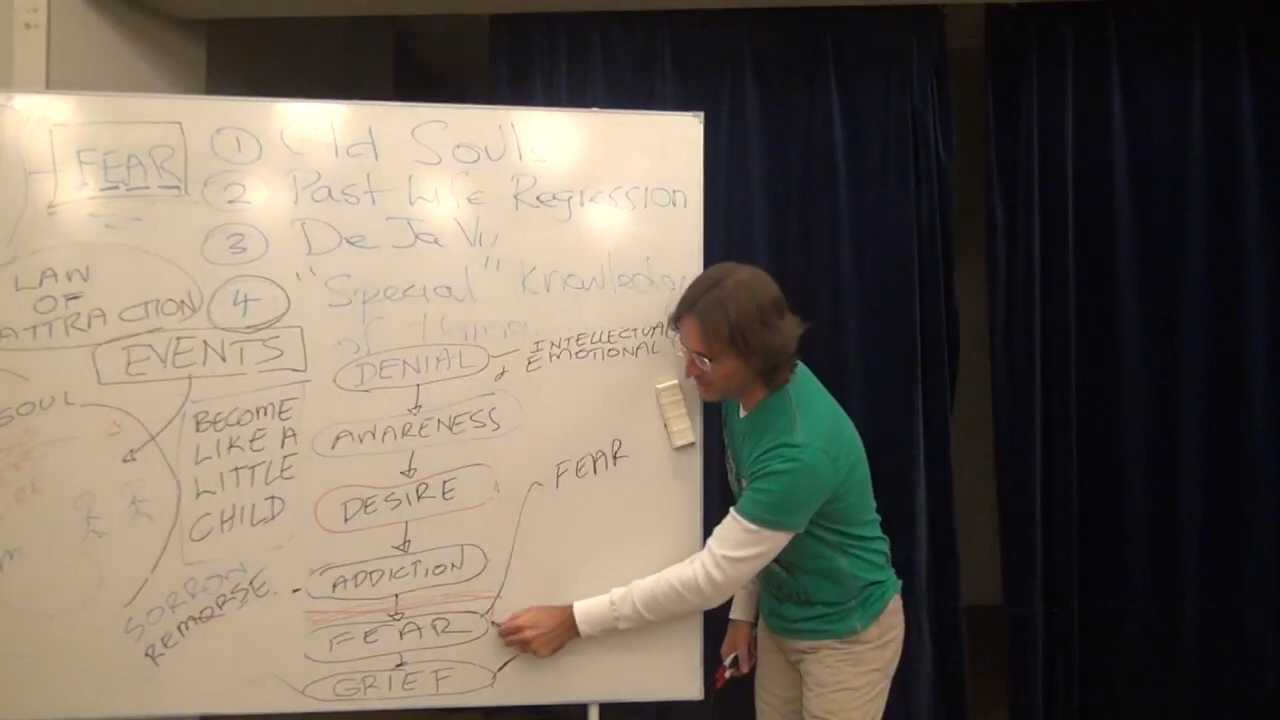 FEAR
① Old Souls
② Past Life Regression
③ De Ja Vu
④ "Special" Knowledge
of
LAW
OF
ATTRACTION
EVENTS
SOUL
BECOME
LIKE A
LITTLE
CHILD
SORROW
REMORSE
DENIAL
INTELLECTUAL
EMOTIONAL
AWARENESS
DESIRE
ADDICTION
FEAR
GRIEF
FEAR